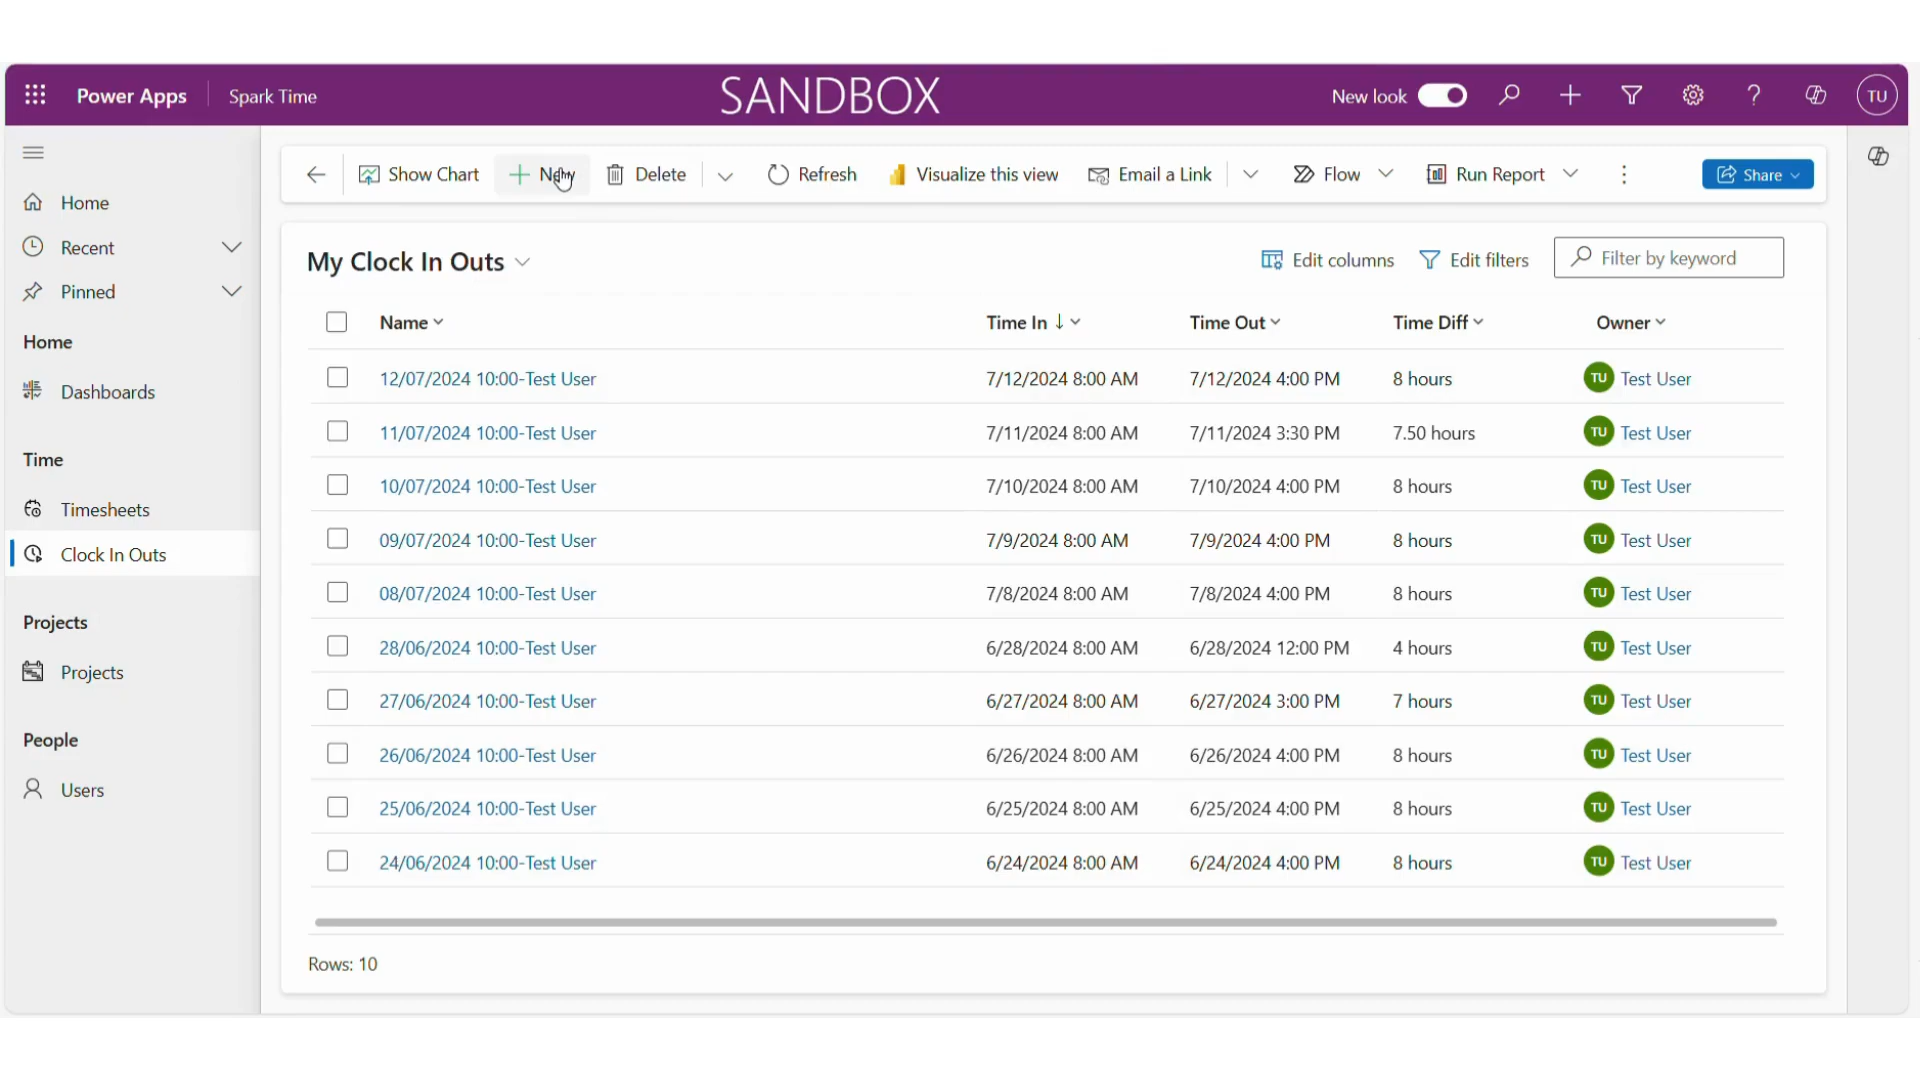 Power Apps Spark Time SANDBOX New look TU
Show Chart New Delete Refresh Visualize this view Email a Link Flow Run Report Share
Home
Recent
Pinned
Home
Dashboards
Time
Timesheets
Clock In Outs
Projects
Projects
People
Users
My Clock In Outs Edit columns Edit filters Filter by keyword
Name Time In Time Out Time Diff Owner
12/07/2024 10:00-Test User 7/12/2024 8:00 AM 7/12/2024 4:00 PM 8 hours TU Test User
11/07/2024 10:00-Test User 7/11/2024 8:00 AM 7/11/2024 3:30 PM 7.50 hours TU Test User
10/07/2024 10:00-Test User 7/10/2024 8:00 AM 7/10/2024 4:00 PM 8 hours TU Test User
09/07/2024 10:00-Test User 7/9/2024 8:00 AM 7/9/2024 4:00 PM 8 hours TU Test User
08/07/2024 10:00-Test User 7/8/2024 8:00 AM 7/8/2024 4:00 PM 8 hours TU Test User
28/06/2024 10:00-Test User 6/28/2024 8:00 AM 6/28/2024 12:00 PM 4 hours TU Test User
27/06/2024 10:00-Test User 6/27/2024 8:00 AM 6/27/2024 3:00 PM 7 hours TU Test User
26/06/2024 10:00-Test User 6/26/2024 8:00 AM 6/26/2024 4:00 PM 8 hours TU Test User
25/06/2024 10:00-Test User 6/25/2024 8:00 AM 6/25/2024 4:00 PM 8 hours TU Test User
24/06/2024 10:00-Test User 6/24/2024 8:00 AM 6/24/2024 4:00 PM 8 hours TU Test User
Rows: 10